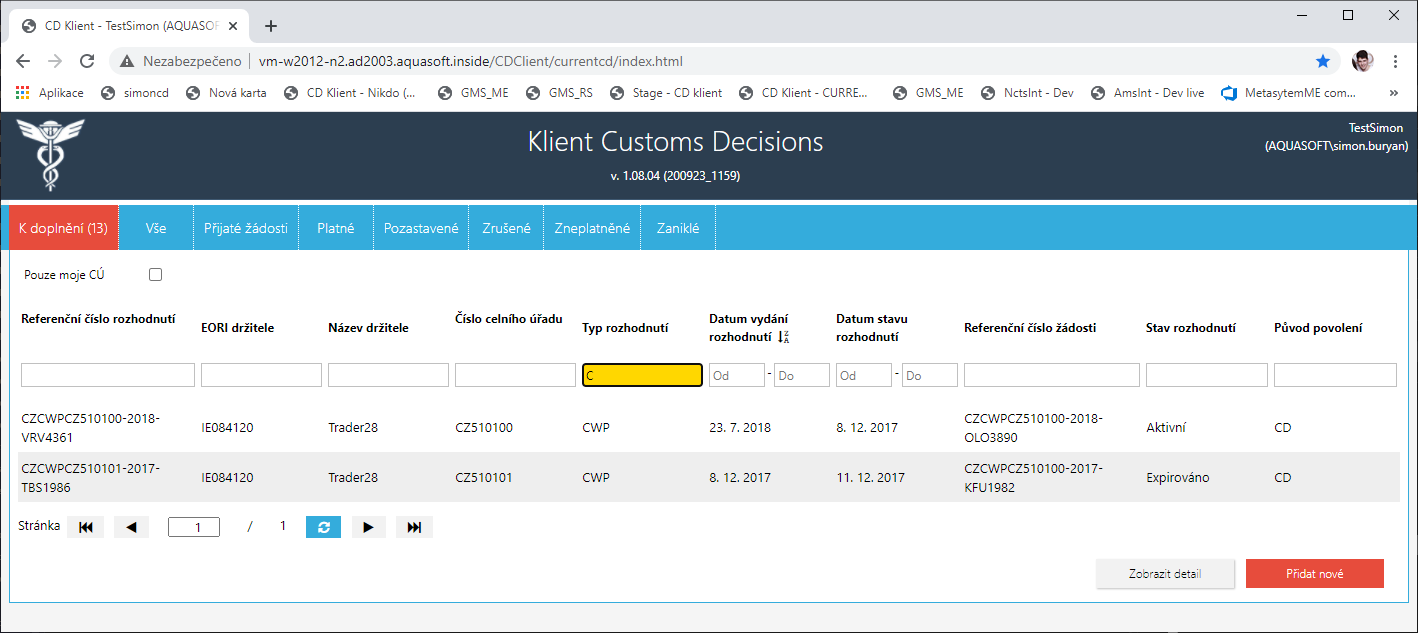 CD Klient - TestSimon (AQUASOF
Nezabezpečeno | vm-w2012-n2.ad2003.aquasoft.inside/CDClient/currentcd/index.html
Aplikace simoncd Nová karta CD Klient - Nikdo (... GMS_ME GMS_RS Stage - CD klient CD Klient - CURRE... GMS_ME NctsInt - Dev AmsInt - Dev live MetasytemME com... »
Klient Customs Decisions
v. 1.08.04 (200923_1159)
TestSimon
(AQUASOFT\simon.buryan)
K doplnění (13) Vše Přijaté žádosti Platné Pozastavené Zrušené Zneplatněné Zaniklé
Pouze moje CÚ
Referenční číslo rozhodnutí EORI držitele Název držitele Číslo celního úřadu Typ rozhodnutí Datum vydání rozhodnutí Datum stavu rozhodnutí Referenční číslo žádosti Stav rozhodnutí Původ povolení
C Od - Do Od - Do
CZCWPCZ510100-2018-VRV4361 IE084120 Trader28 CZ510100 CWP 23. 7. 2018 8. 12. 2017 CZCWPCZ510100-2018-OLO3890 Aktivní CD
CZCWPCZ510101-2017-TBS1986 IE084120 Trader28 CZ510101 CWP 8. 12. 2017 11. 12. 2017 CZCWPCZ510100-2017-KFU1982 Expirováno CD
Stránka 1 / 1
Zobrazit detail Přidat nové